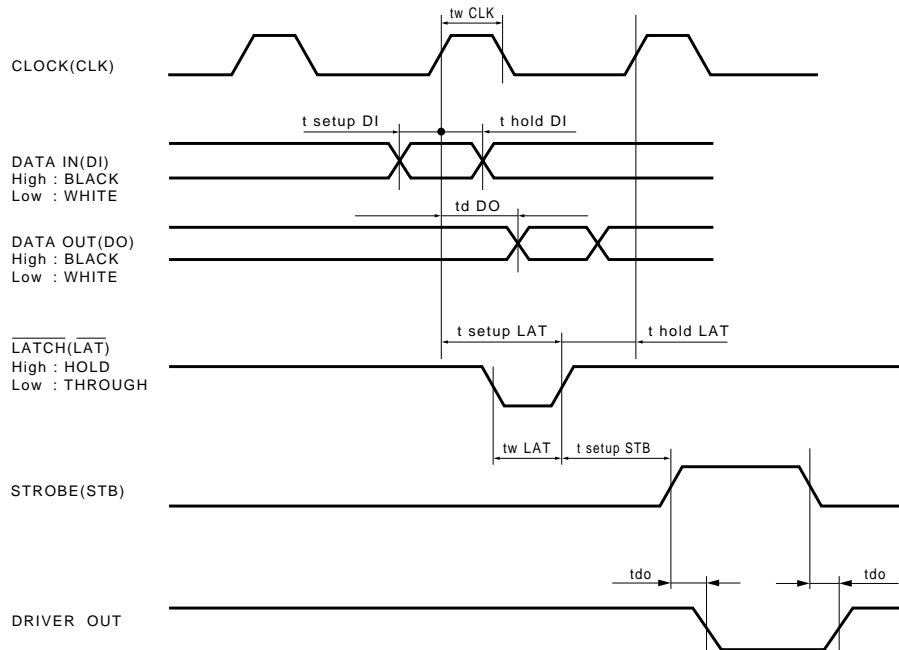 tw CLK
CLOCK(CLK)
t setup DI
t hold DI
DATA IN(DI)
High : BLACK
Low : WHITE
td DO
DATA OUT(DO)
High : BLACK
Low : WHITE
t setup LAT
t hold LAT
LATCH(LAT)
High : HOLD
Low : THROUGH
tw LAT
t setup STB
STROBE(STB)
tdo
tdo
DRIVER OUT